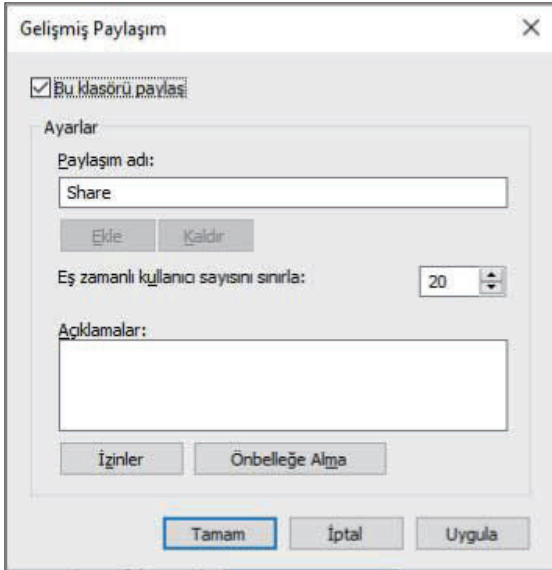 Gelişmiş Paylaşım
Bu klasörü paylaş
Ayarlar
Paylaşım adı:
Share
Ekle Kaldır
Eş zamanlı kullanıcı sayısını sınırla: 20
Açıklamalar:
İzinler Önbelleğe Alma
Tamam İptal Uygula